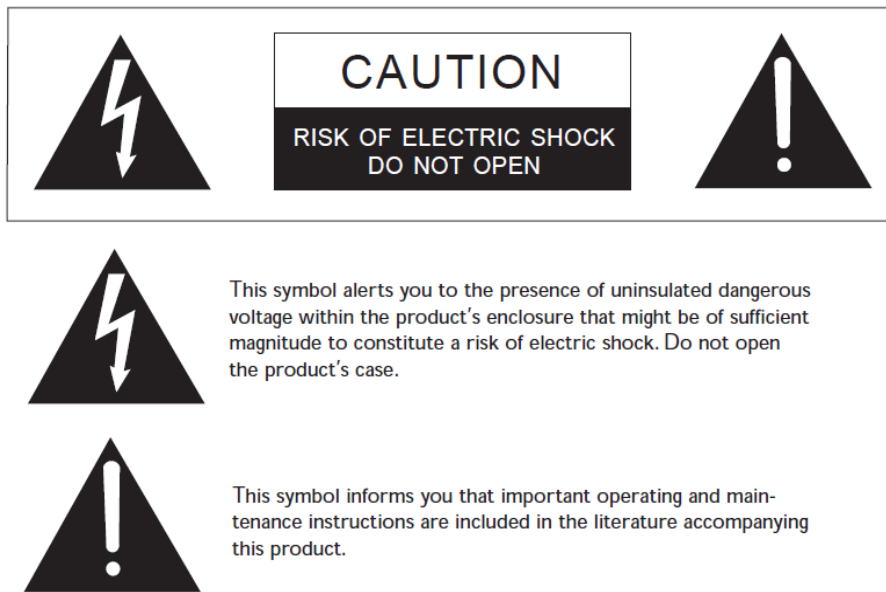 CAUTION
RISK OF ELECTRIC SHOCK
DO NOT OPEN
This symbol alerts you to the presence of uninsulated dangerous
voltage within the product's enclosure that might be of sufficient
magnitude to constitute a risk of electric shock. Do not open
the product's case.
This symbol informs you that important operating and main-
tenance instructions are included in the literature accompanying
this product.